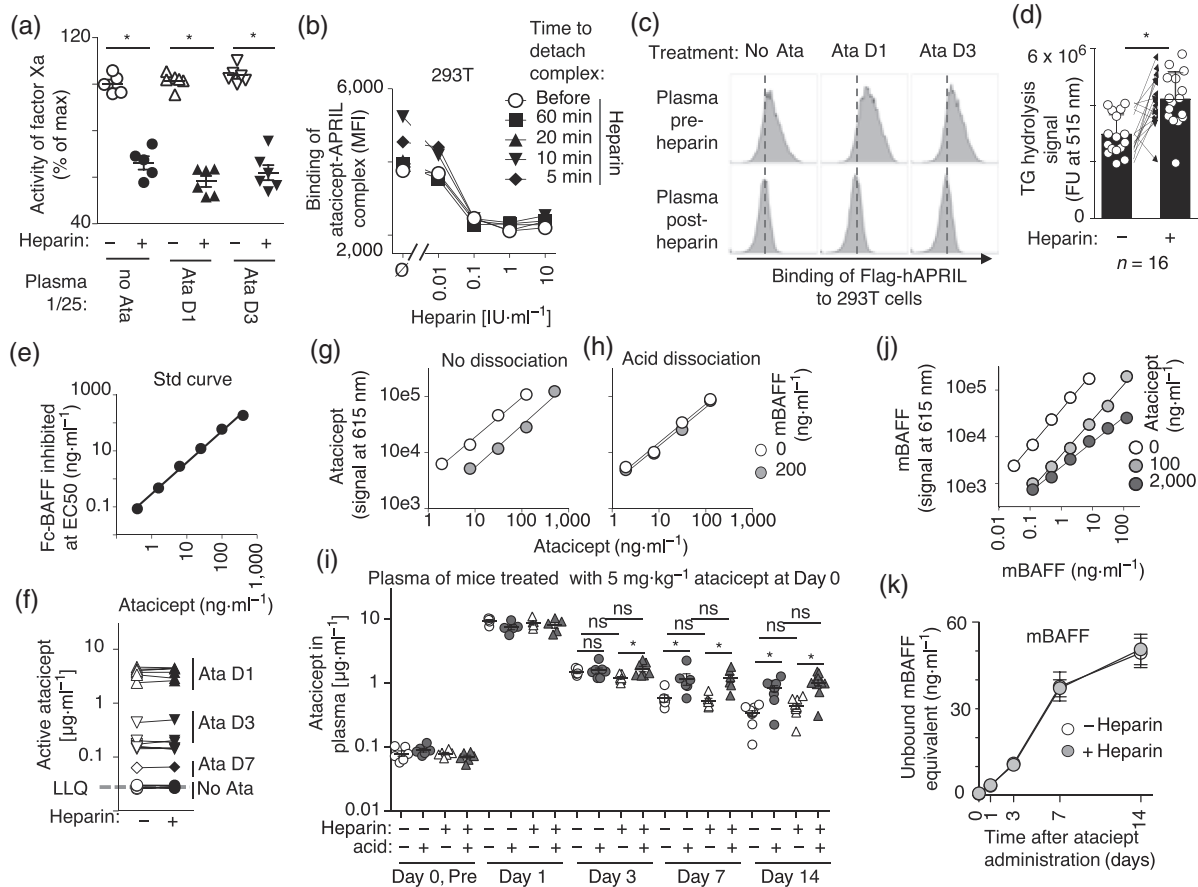 (a)
120
40
Activity of factor Xa
(% of max)
* * *
Heparin: – + – + – +
Plasma
1/25:
no Ata
Ata D1
Ata D3
(b)
293T
6,000
2,000
Binding of
atacicept-APRIL
complex (MFI)
Ø 0.01 0.1 1 10
Heparin [IU·ml–1]
Time to
detach
complex:
Before
60 min
20 min
10 min
5 min
Heparin
(c)
Treatment: No Ata Ata D1 Ata D3
Plasma
pre-
heparin
Plasma
post-
heparin
Binding of Flag-hAPRIL
to 293T cells
(d)
6 x 10^6
0
TG hydrolysis
signal
(FU at 515 nm)
*
Heparin: – +
n = 16
(e)
Std curve
1000
10
0.1
Fc-BAFF inhibited
at EC50 (ng·ml–1)
1 10 100 1,000
Atacicept (ng·ml–1)
(f)
10
1
0.1
Active atacicept
[µg·ml–1]
Ata D1
Ata D3
Ata D7
No Ata
LLQ
Heparin: – +
(g)
No dissociation
10e5
10e4
10e3
Atacicept
(signal at 615 nm)
1 10 100 1,000
(h)
Acid dissociation
1 10 100 1,000
Atacicept (ng·ml–1)
mBAFF
(ng·ml–1)
0
200
(i)
Plasma of mice treated with 5 mg·kg–1 atacicept at Day 0
10
1
0.1
0.01
Atacicept in
plasma [µg·ml–1]
ns ns ns
ns ns ns
ns * * * * *
Heparin: – – + + – – + + – – + + – – + + – – + +
acid: – + – + – + – + – + – + – + – + – + – +
Day 0, Pre Day 1 Day 3 Day 7 Day 14
(j)
10e5
10e4
10e3
mBAFF
(signal at 615 nm)
0.01 0.1 1 10 100
mBAFF (ng·ml–1)
Atacicept
(ng·ml–1)
0
100
2,000
(k)
mBAFF
60
30
0
Unbound mBAFF
equivalent (ng·ml–1)
– Heparin
+ Heparin
0 1 3 7 14
Time after ataciept
administration (days)